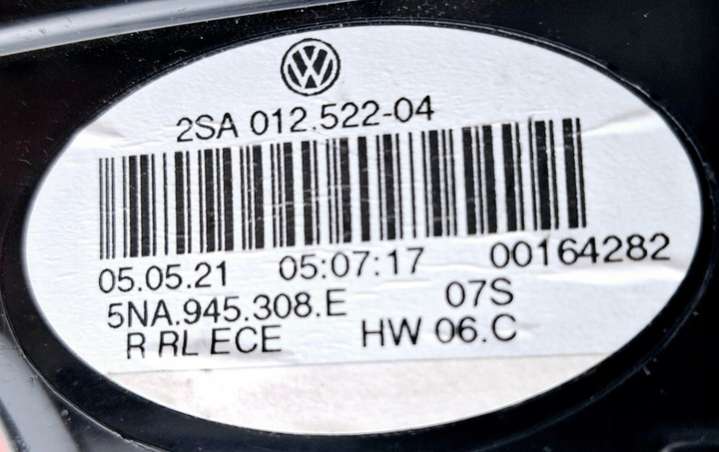 2SA 012.522-04
05.05.21 05:07:17 00164282
5NA.945.308.E 07S
R RL ECE HW 06.C